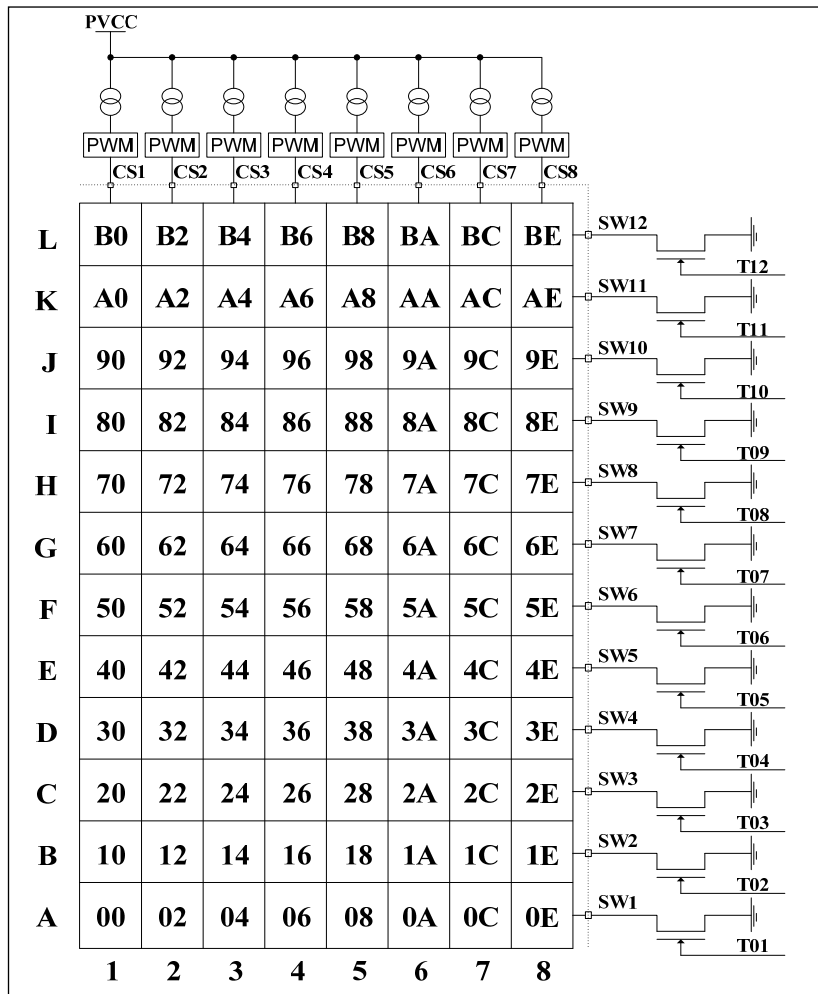 PVCC
PWM PWM PWM PWM PWM PWM PWM PWM
CS1 CS2 CS3 CS4 CS5 CS6 CS7 CS8
L B0 B2 B4 B6 B8 BA BC BE SW12 T12
K A0 A2 A4 A6 A8 AA AC AE SW11 T11
J 90 92 94 96 98 9A 9C 9E SW10 T10
I 80 82 84 86 88 8A 8C 8E SW9 T09
H 70 72 74 76 78 7A 7C 7E SW8 T08
G 60 62 64 66 68 6A 6C 6E SW7 T07
F 50 52 54 56 58 5A 5C 5E SW6 T06
E 40 42 44 46 48 4A 4C 4E SW5 T05
D 30 32 34 36 38 3A 3C 3E SW4 T04
C 20 22 24 26 28 2A 2C 2E SW3 T03
B 10 12 14 16 18 1A 1C 1E SW2 T02
A 00 02 04 06 08 0A 0C 0E SW1 T01
1 2 3 4 5 6 7 8